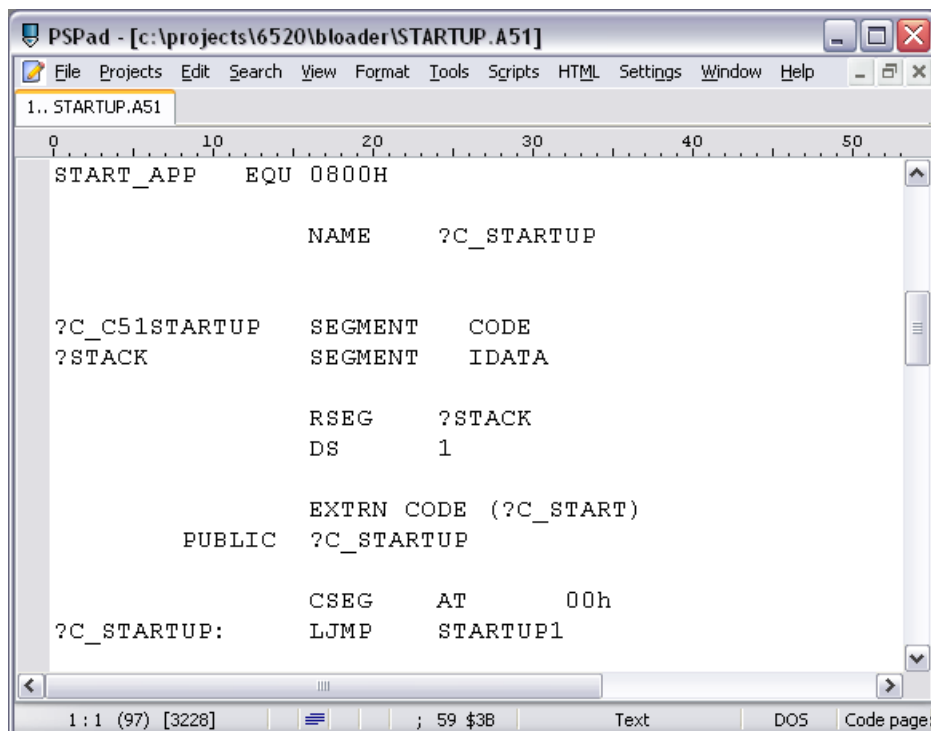 PSPad - [c:\projects\6520\bloader\STARTUP.A51]
File Projects Edit Search View Format Tools Scripts HTML Settings Window Help
1.. STARTUP.A51
0 10 20 30 40 50
START_APP EQU 0800H
NAME ?C_STARTUP
?C_C51STARTUP SEGMENT CODE
?STACK SEGMENT IDATA
RSEG ?STACK
DS 1
EXTRN CODE (?C_START)
PUBLIC ?C_STARTUP
CSEG AT 00h
?C_STARTUP: LJMP STARTUP1
1:1 (97) [3228] ; 59 $3B Text DOS Code page: